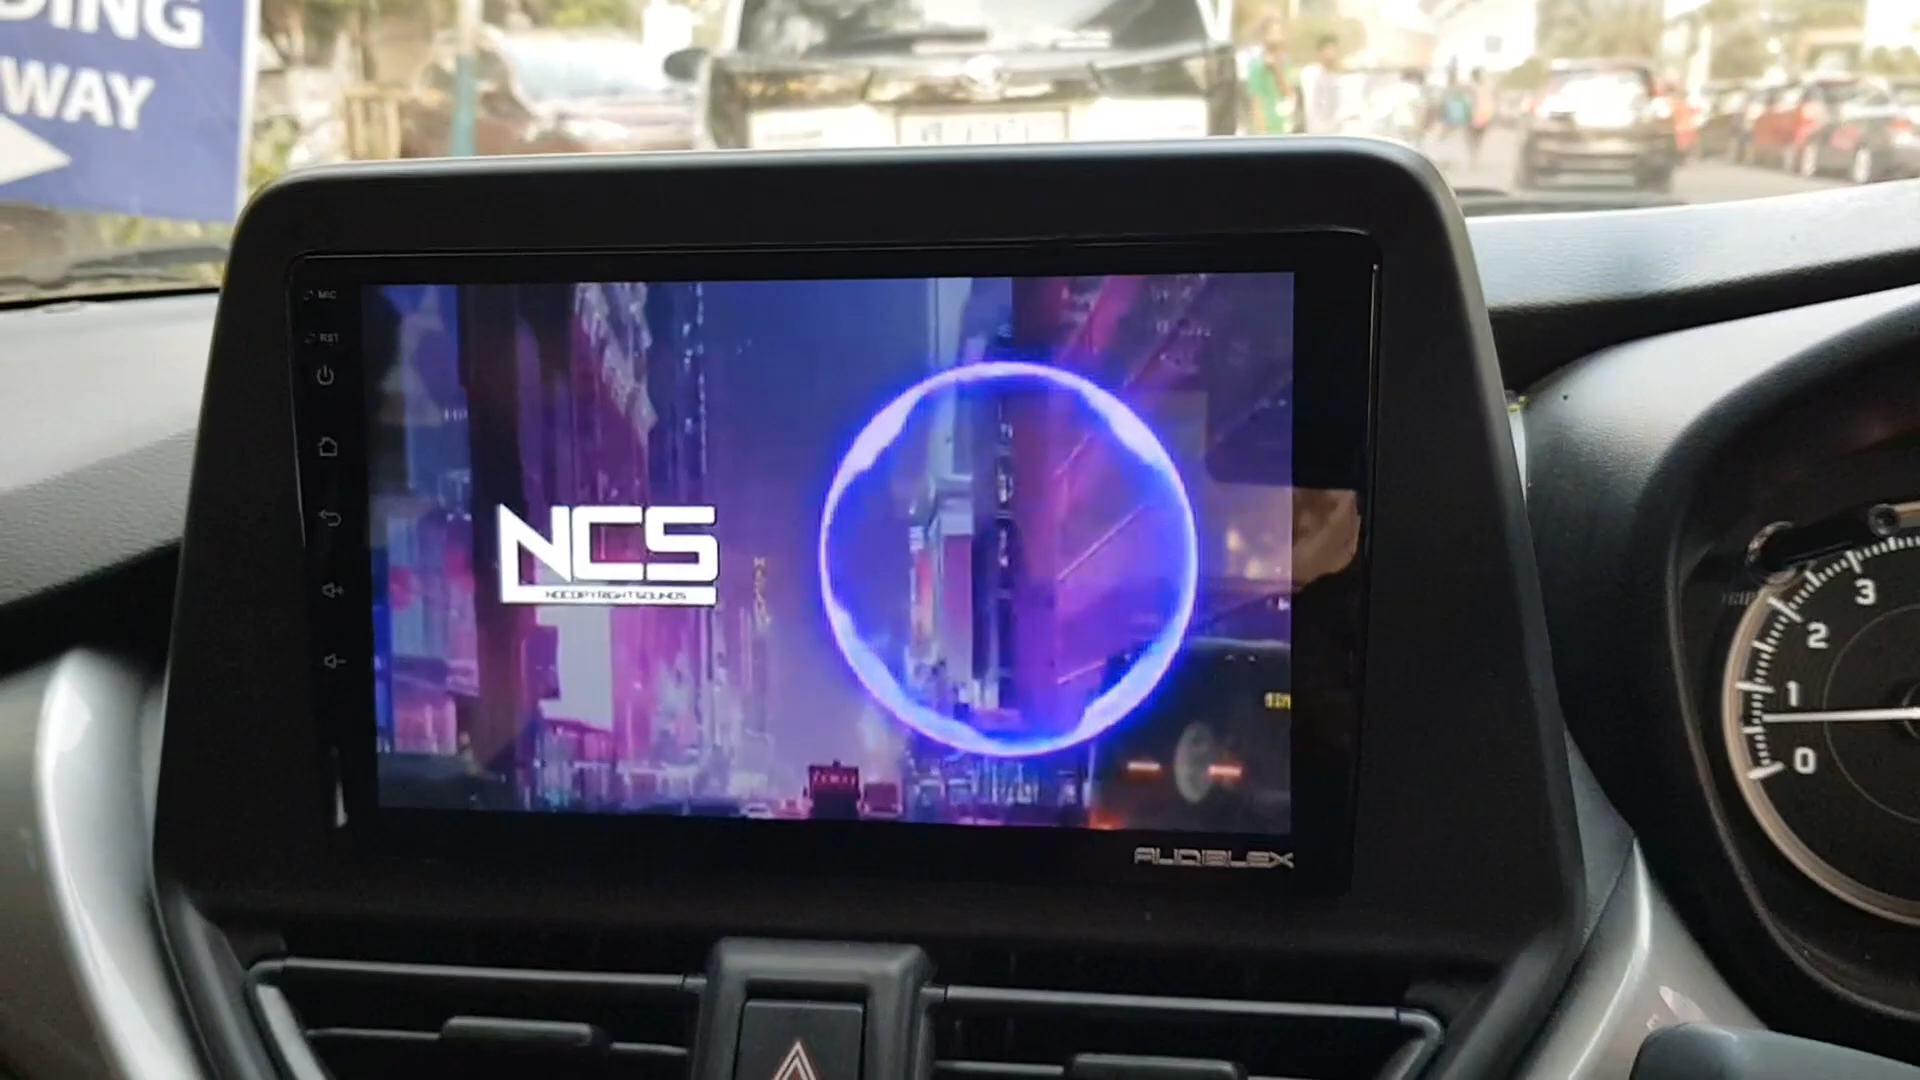 DING
WAY
MIC
RST
NCS
NOCOPYRIGHTSOUNDS
AUDIBLEX
3
2
1
0